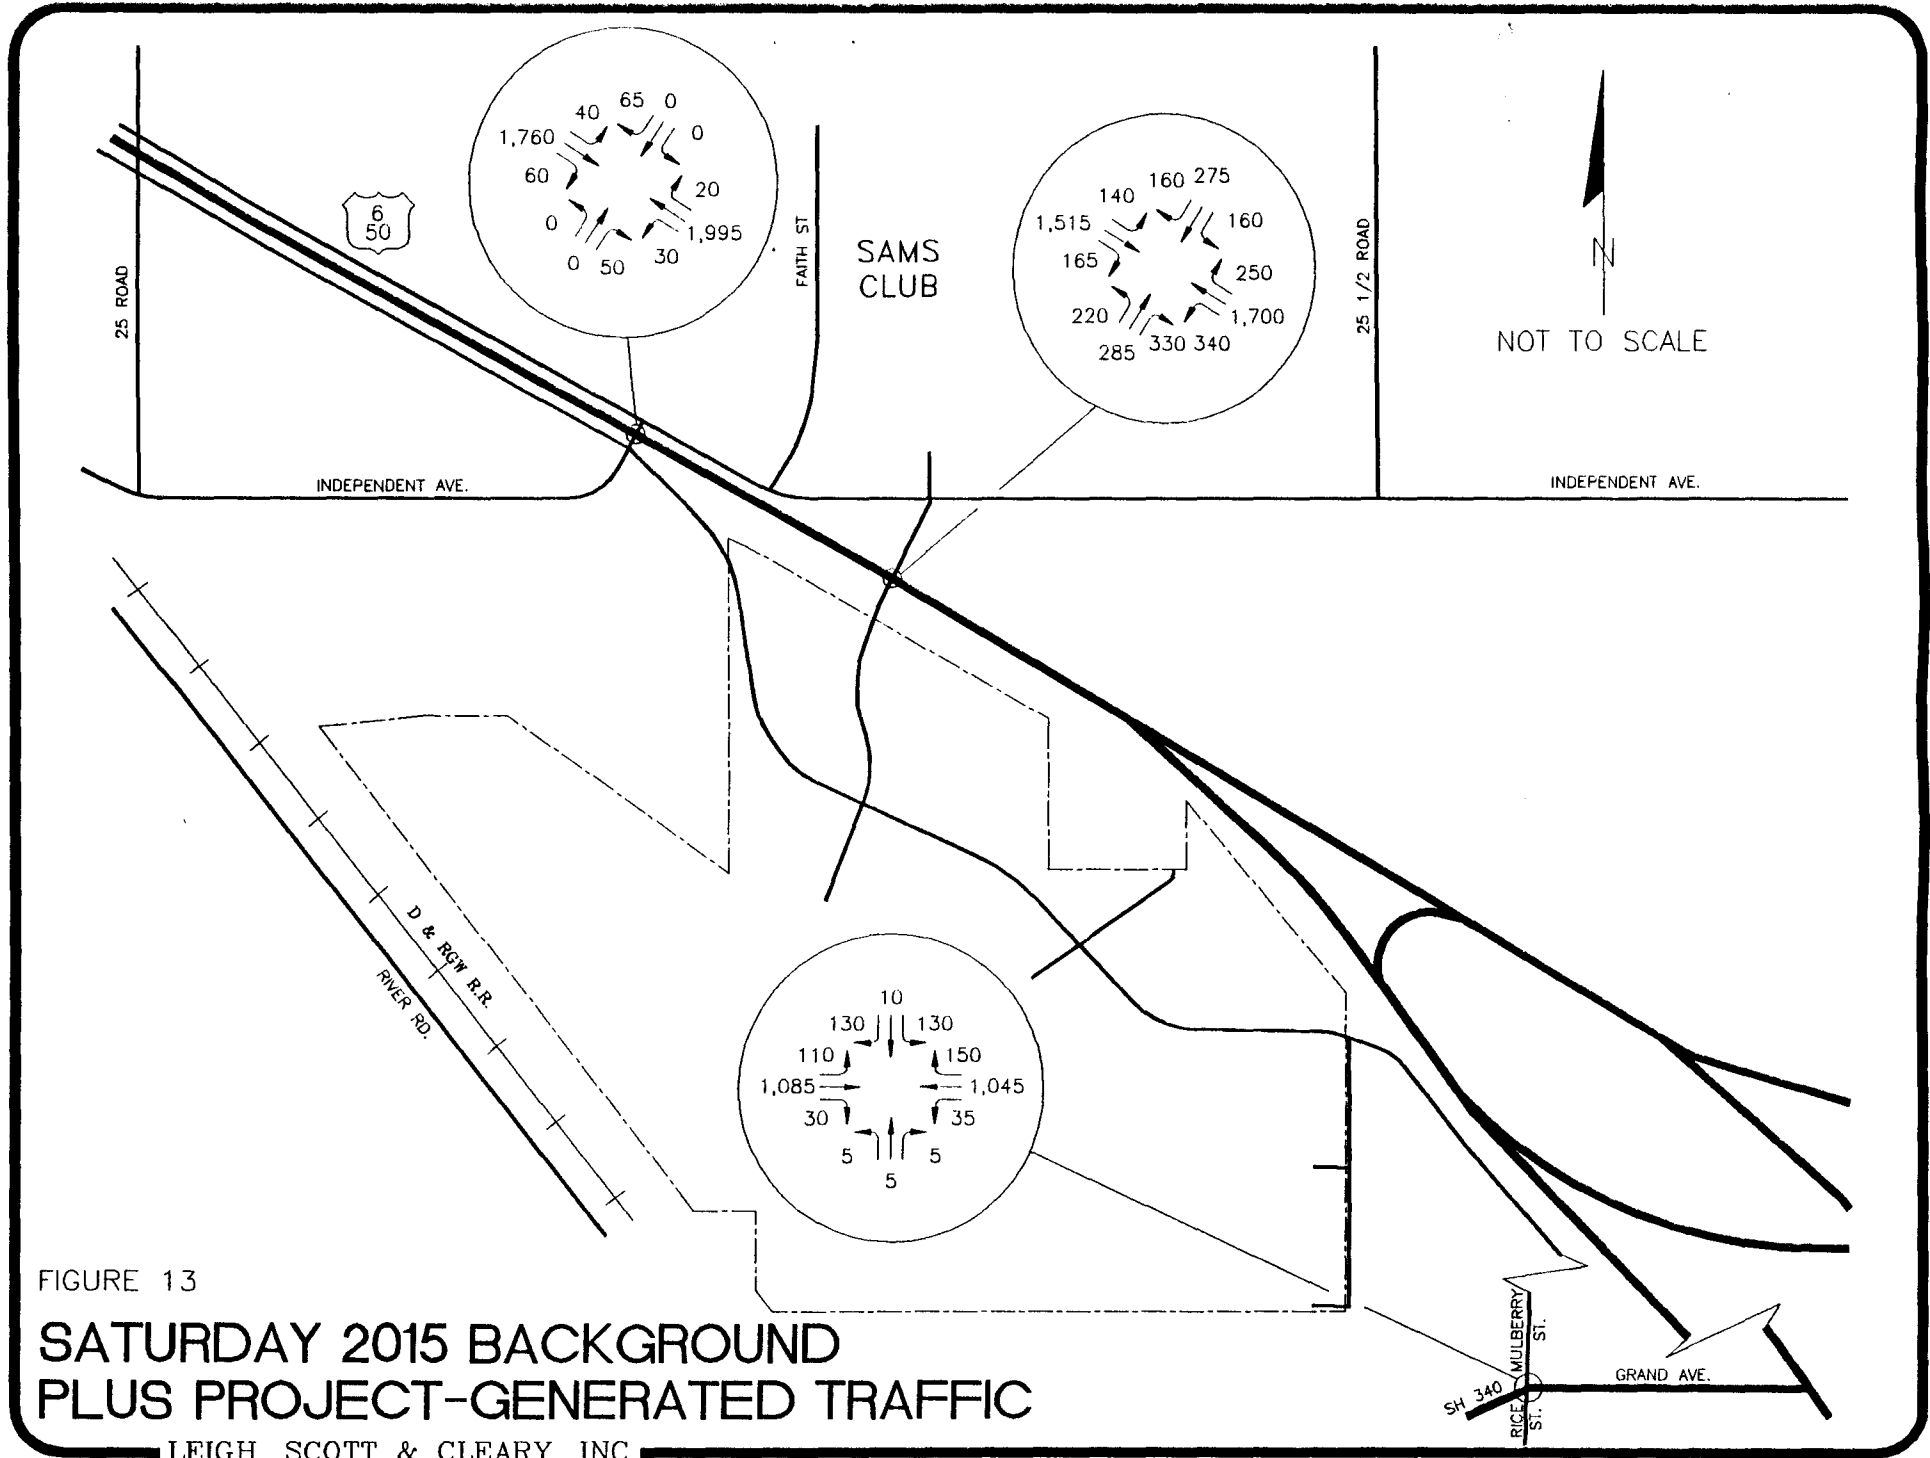 40
65
0
0
1,760
60
20
1,995
0
0
50
30
6
50
25 ROAD
FAITH ST
SAMS
CLUB
140
160
275
160
1,515
165
250
1,700
220
285
330
340
25 1/2 ROAD
N
NOT TO SCALE
INDEPENDENT AVE.
INDEPENDENT AVE.
D & RGW R.R.
RIVER RD.
10
130
130
110
150
1,085
1,045
30
35
5
5
5
MULBERRY
ST.
GRAND AVE.
SH 340
RICE
ST.
FIGURE 13
SATURDAY 2015 BACKGROUND
PLUS PROJECT-GENERATED TRAFFIC
LEIGH, SCOTT & CLEARY, INC.